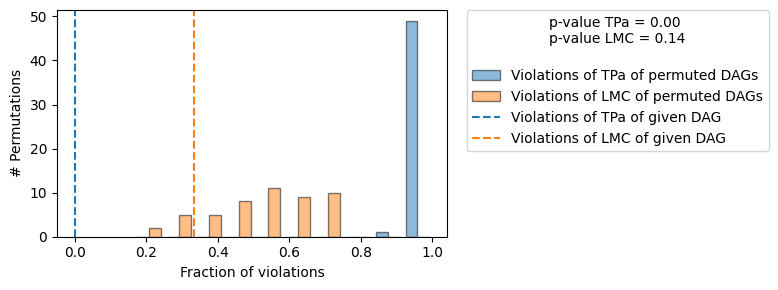 50
40
30
20
10
0
# Permutations
0.0 0.2 0.4 0.6 0.8 1.0
Fraction of violations
p-value TPa = 0.00
p-value LMC = 0.14
Violations of TPa of permuted DAGs
Violations of LMC of permuted DAGs
Violations of TPa of given DAG
Violations of LMC of given DAG